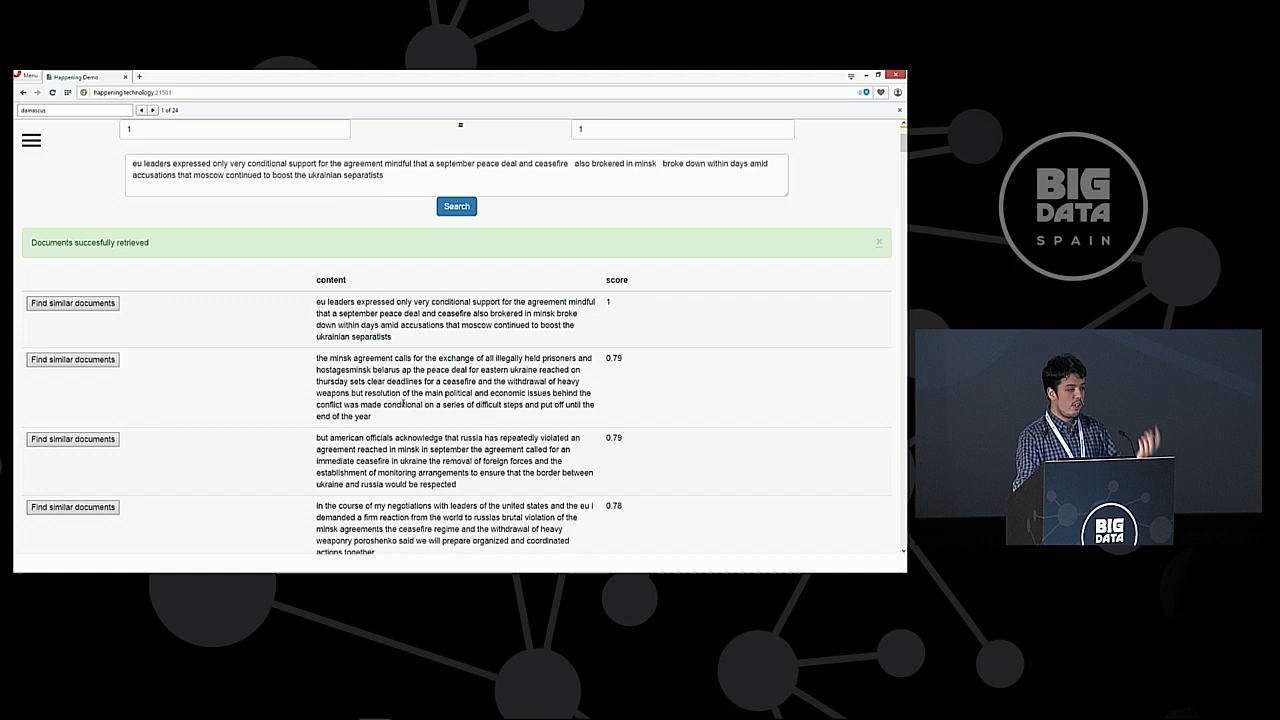 Menu
Happening Demo
×
+
happening.technology:21501
damascus
1 of 24
1
=
1
eu leaders expressed only very conditional support for the agreement mindful that a september peace deal and ceasefire also brokered in minsk broke down within days amid
accusations that moscow continued to boost the ukrainian separatists
Search
Documents succesfully retrieved
×
content score
Find similar documents
eu leaders expressed only very conditional support for the agreement mindful 1
that a september peace deal and ceasefire also brokered in minsk broke
down within days amid accusations that moscow continued to boost the
ukrainian separatists
Find similar documents
the minsk agreement calls for the exchange of all illegally held prisoners and 0.79
hostagesminsk belarus ap the peace deal for eastern ukraine reached on
thursday sets clear deadlines for a ceasefire and the withdrawal of heavy
weapons but resolution of the main political and economic issues behind the
conflict was made conditional on a series of difficult steps and put off until the
end of the year
Find similar documents
but american officials acknowledge that russia has repeatedly violated an 0.79
agreement reached in minsk in september the agreement called for an
immediate ceasefire in ukraine the removal of foreign forces and the
establishment of monitoring arrangements to ensure that the border between
ukraine and russia would be respected
Find similar documents
in the course of my negotiations with leaders of the united states and the eu i 0.78
demanded a firm reaction from the world to russias brutal violation of the
minsk agreements the ceasefire regime and the withdrawal of heavy
weaponry poroshenko said we will prepare organized and coordinated
actions together
BIG
DATA
SPAIN
BIG
DATA